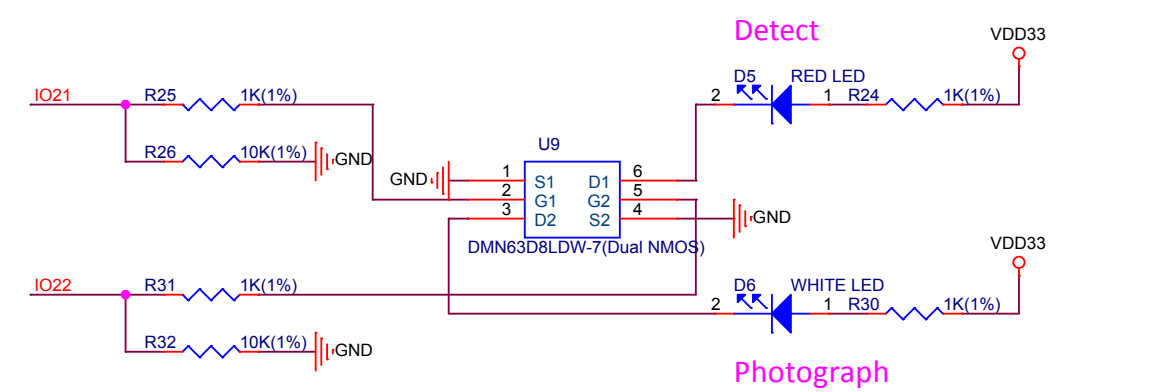 Detect
VDD33
D5 RED LED
IO21 R25 1K(1%) 2 1 R24 1K(1%)
U9
R26 10K(1%) GND
GND 1 S1 D1 6
2 G1 G2 5
3 D2 S2 4 GND
DMN63D8LDW-7(Dual NMOS)
VDD33
IO22 R31 1K(1%) D6 WHITE LED
2 1 R30 1K(1%)
R32 10K(1%) GND
Photograph